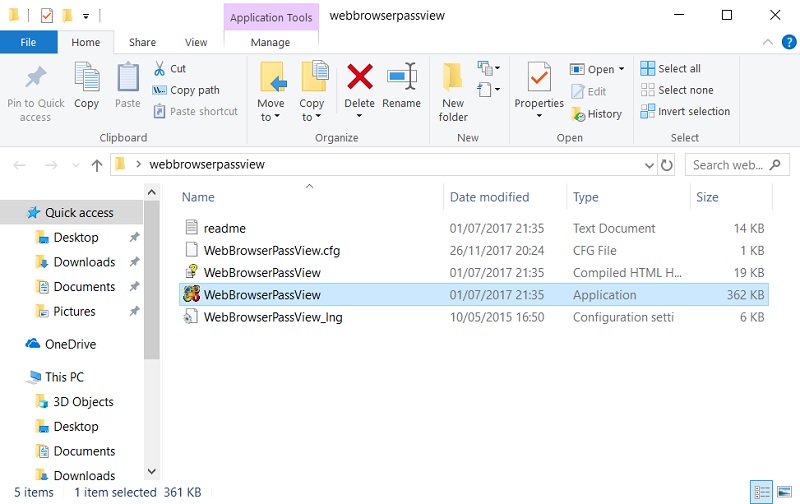 Application Tools webbrowserpassview
File Home Share View Manage
Pin to Quick access
Copy
Paste
Cut
Copy path
Paste shortcut
Move to
Copy to
Delete
Rename
New folder
Properties
Open
Edit
History
Select all
Select none
Invert selection
Clipboard Organize New Open Select
webbrowserpassview Search web...
Name Date modified Type Size
readme 01/07/2017 21:35 Text Document 14 KB
WebBrowserPassView.cfg 26/11/2017 20:24 CFG File 1 KB
WebBrowserPassView 01/07/2017 21:35 Compiled HTML H... 19 KB
WebBrowserPassView 01/07/2017 21:35 Application 362 KB
WebBrowserPassView_lng 10/05/2015 16:50 Configuration setti 6 KB
Quick access
Desktop
Downloads
Documents
Pictures
OneDrive
This PC
3D Objects
Desktop
Documents
Downloads
5 items 1 item selected 361 KB